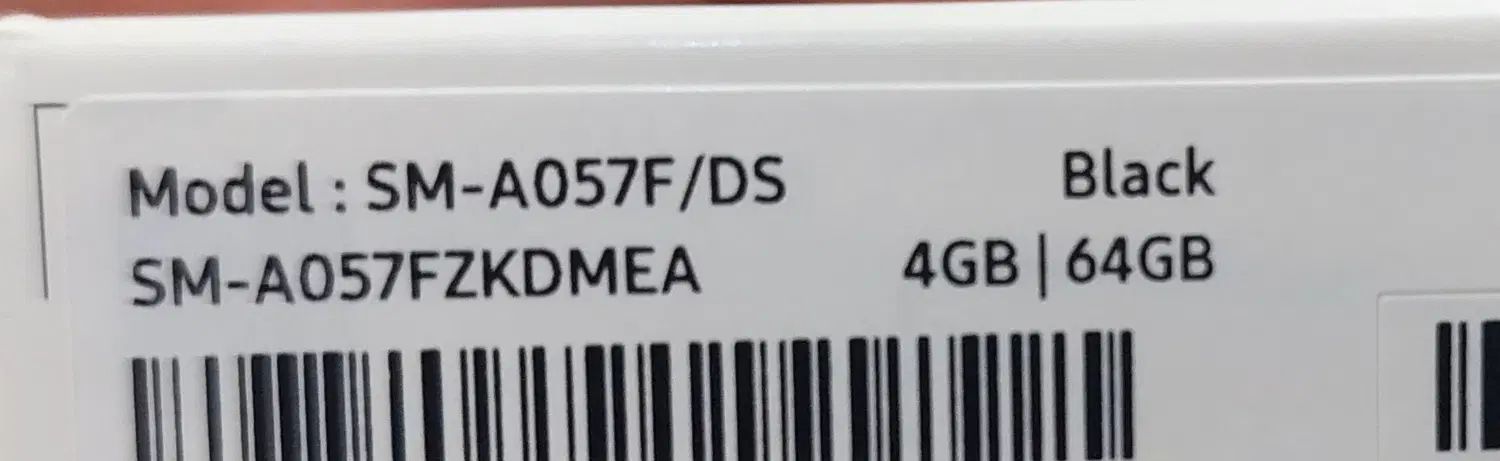 Model : SM-A057F/DS Black
SM-A057FZKDMEA 4GB | 64GB